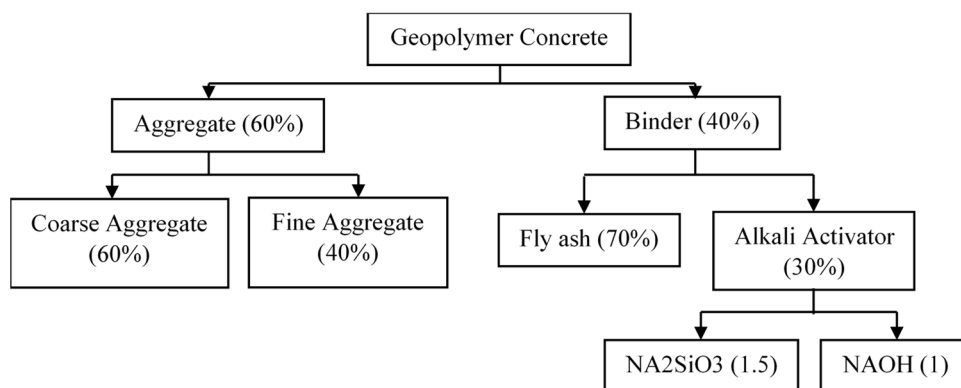 Geopolymer Concrete
Aggregate (60%)
Binder (40%)
Coarse Aggregate
(60%)
Fine Aggregate
(40%)
Fly ash (70%)
Alkali Activator
(30%)
NA2SiO3 (1.5)
NAOH (1)